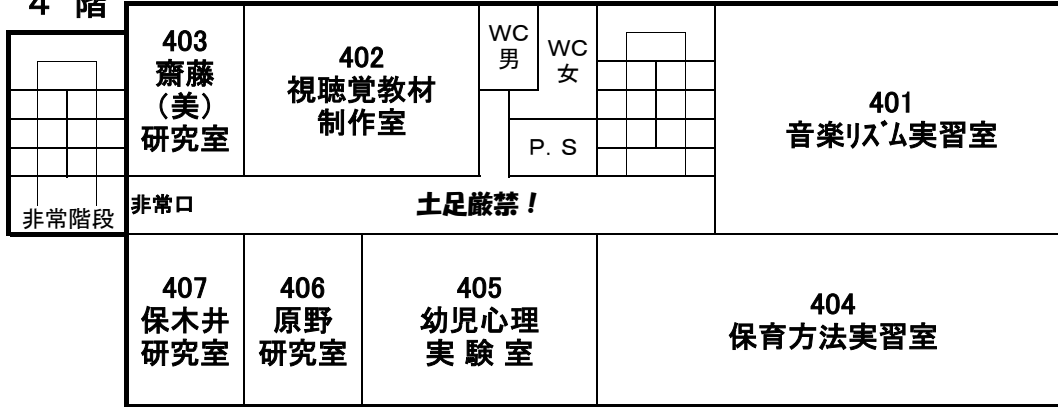 4 階
403
齋藤
（美）
研究室
402
視聴覚教材
制作室
WC
男
WC
女
P. S
401
音楽ﾘｽﾞﾑ実習室
非常階段
非常口
土足厳禁！
407
保木井
研究室
406
原野
研究室
405
幼児心理
実 験 室
404
保育方法実習室